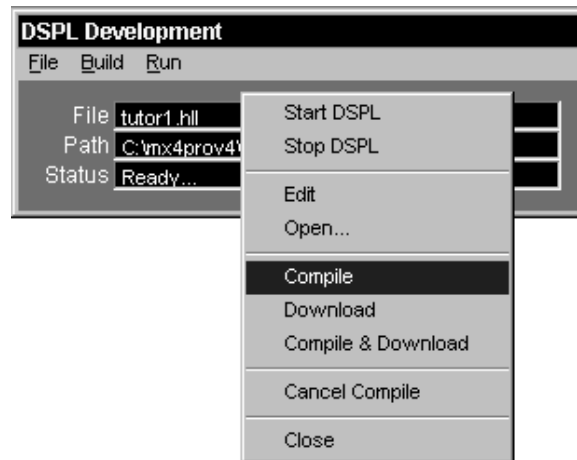 DSPL Development
File Build Run
File tutor1.hll
Path C:\mx4prov4\
Status Ready...
Start DSPL
Stop DSPL
Edit
Open...
Compile
Download
Compile & Download
Cancel Compile
Close